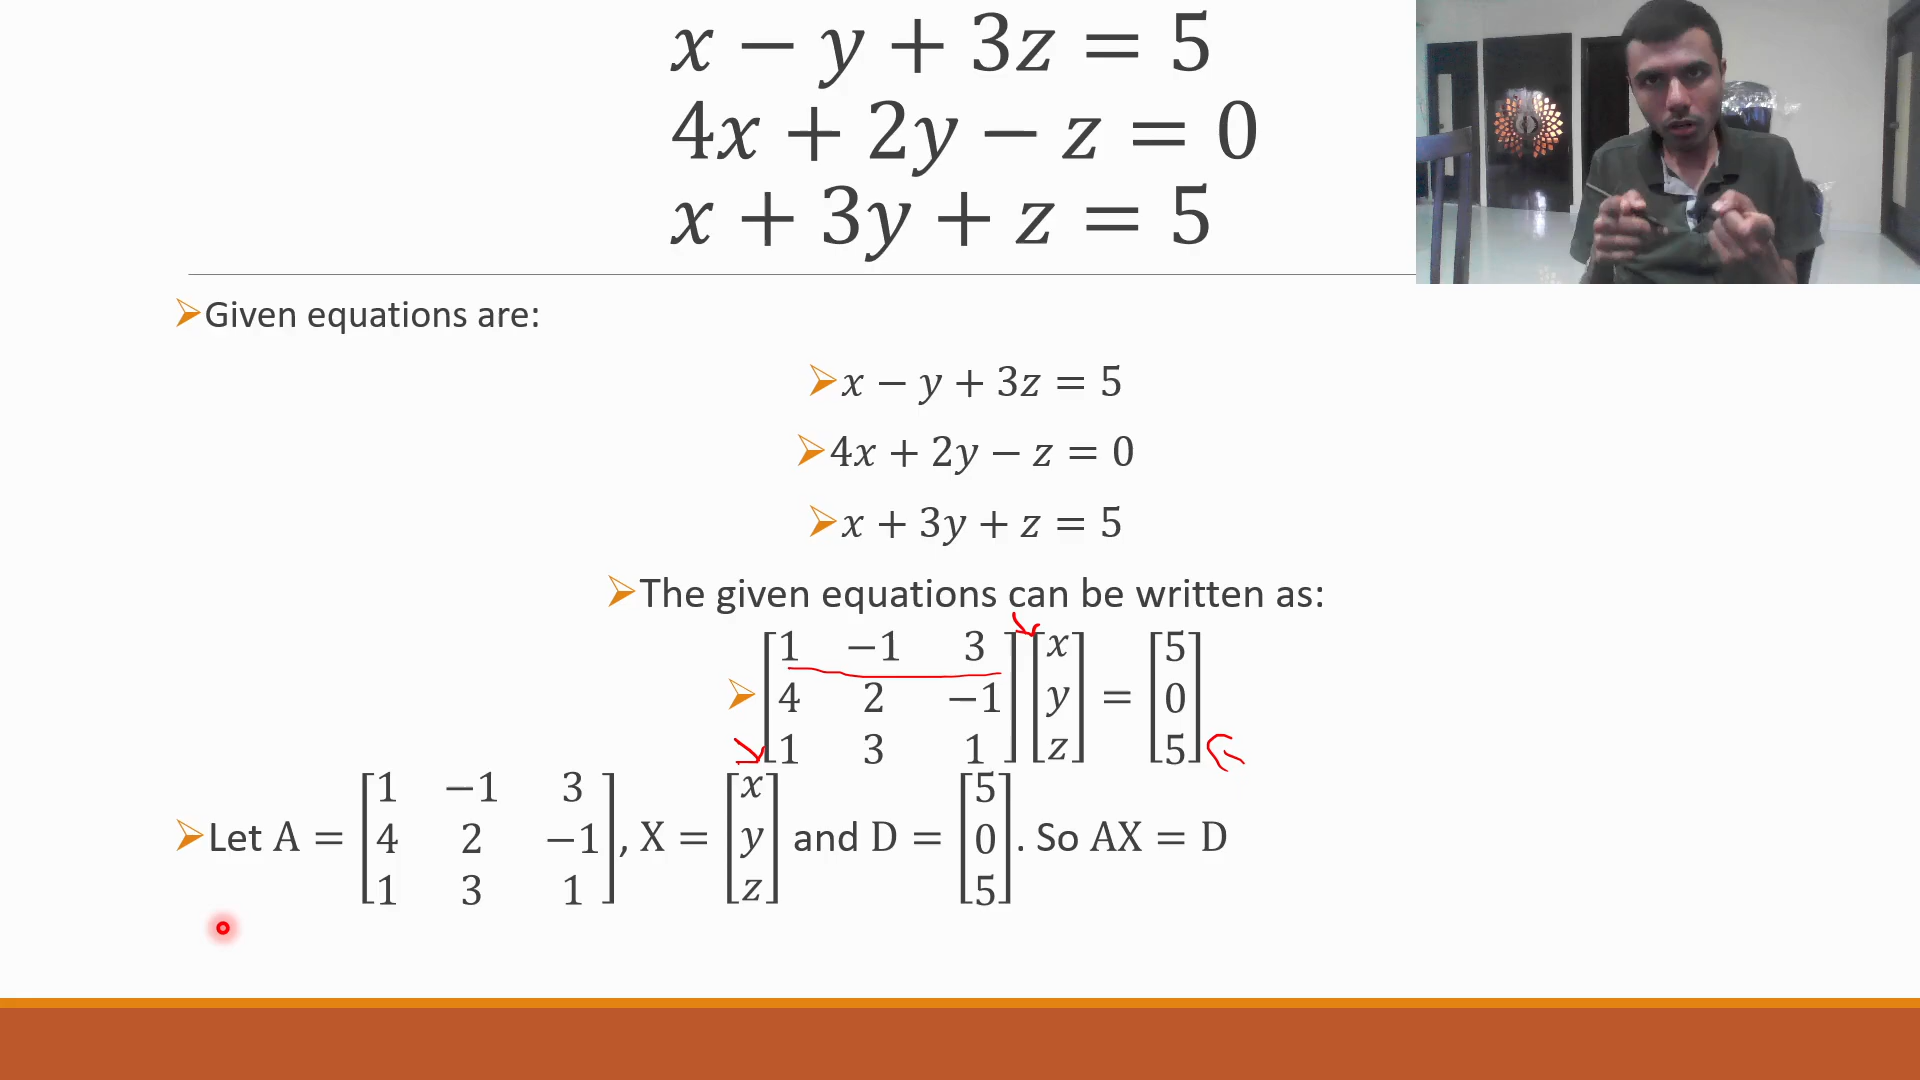 x − y + 3z = 5
4x + 2y − z = 0
x + 3y + z = 5
Given equations are:
x − y + 3z = 5
4x + 2y − z = 0
x + 3y + z = 5
The given equations can be written as:
[1 −1 3] [x] [5]
[4 2 −1] [y] = [0]
[1 3 1] [z] [5]
[1 −1 3] [x] [5]
Let A = [4 2 −1], X = [y] and D = [0]. So AX = D
[1 3 1] [z] [5]